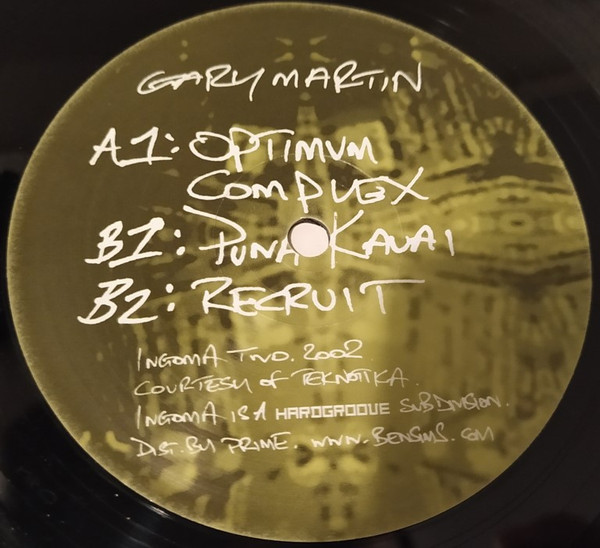 GARY MARTIN
A1: OPTIMUM
COMPLEX
B1: PUNA KAUAI
B2: RECRUIT
INGOMA TWO. 2002.
COURTESY OF TEKNOTIKA.
INGOMA IS A HARDGROOVE SUBDIVISION.
DIST. BY PRIME. WWW.BENSIMS.COM